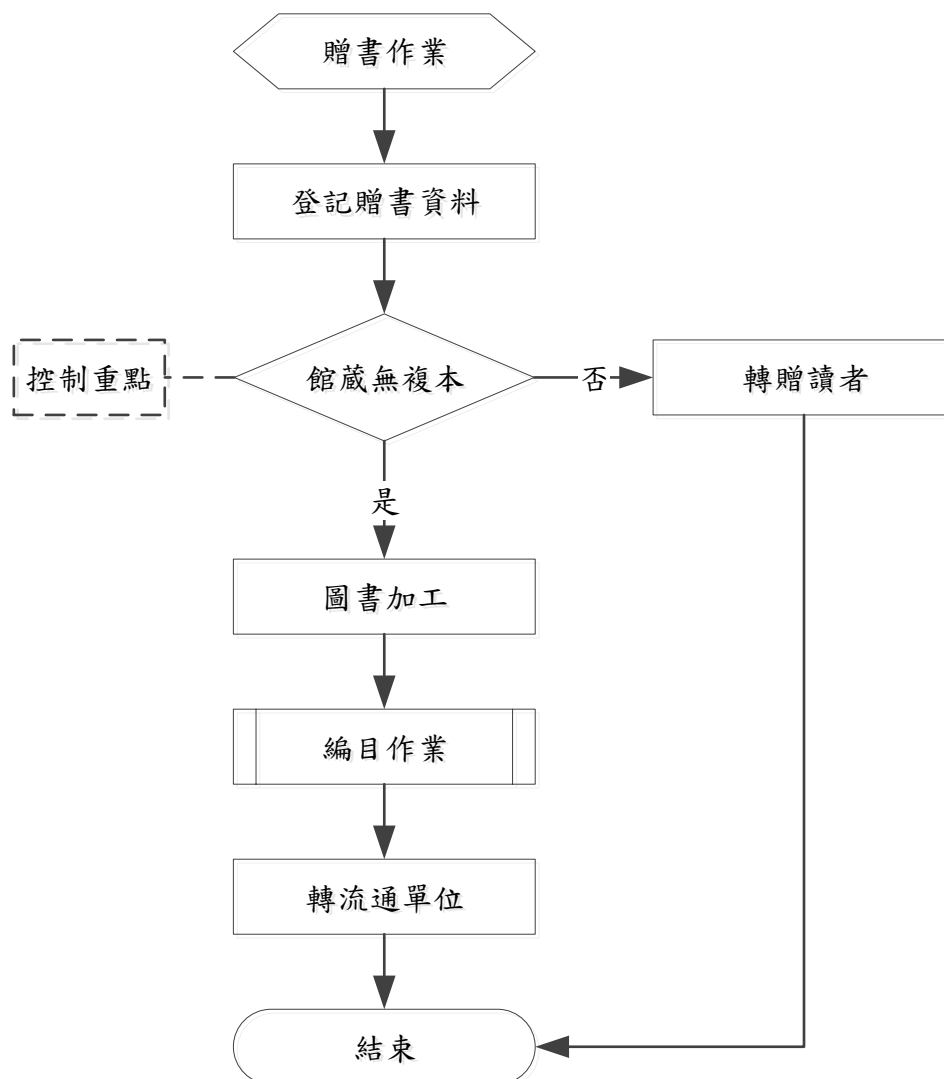 贈書作業
登記贈書資料
控制重點
館藏無複本
否
轉贈讀者
是
圖書加工
編目作業
轉流通單位
結束